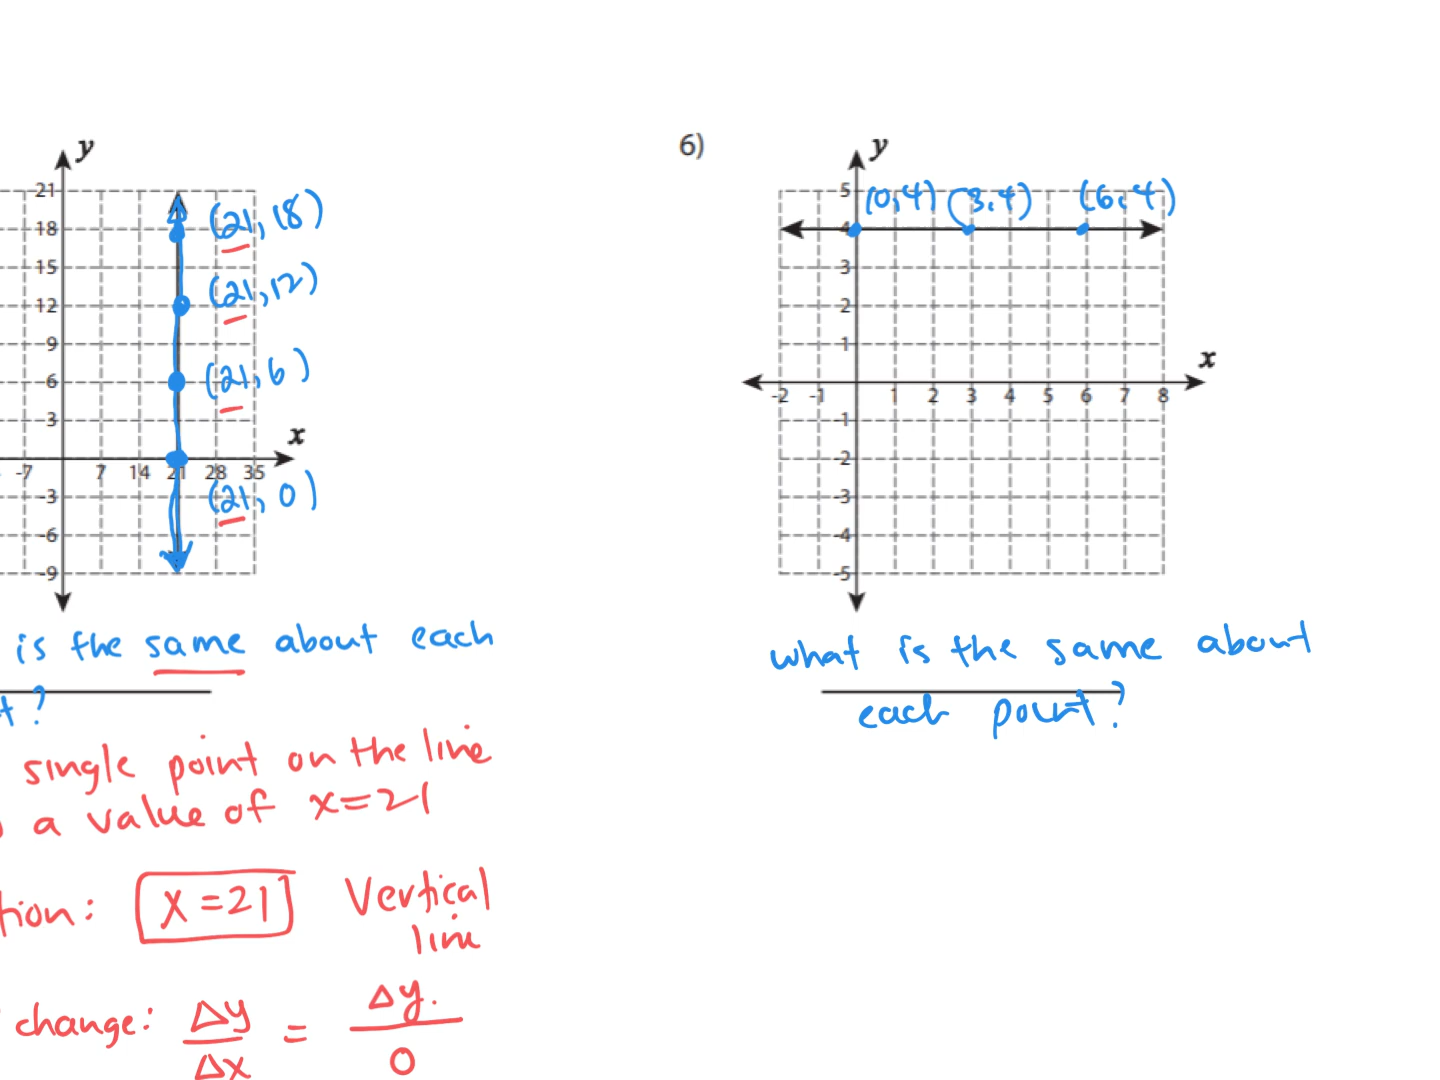 y
21
18
15
12
9
6
3
-7 7 14 21 28 35
x
-3
-6
-9
(21, 18)
(21, 12)
(21, 6)
(21, 0)
is the same about each
t?
single point on the line
a value of x=21
tion: x=21 Vertical
line
change: Δy/Δx = Δy./0
6)
y
5
4
3
2
1
-2 -1 1 2 3 4 5 6 7 8
x
-1
-2
-3
-4
-5
(0,4) (3,4) (6,4)
what is the same about
each point?